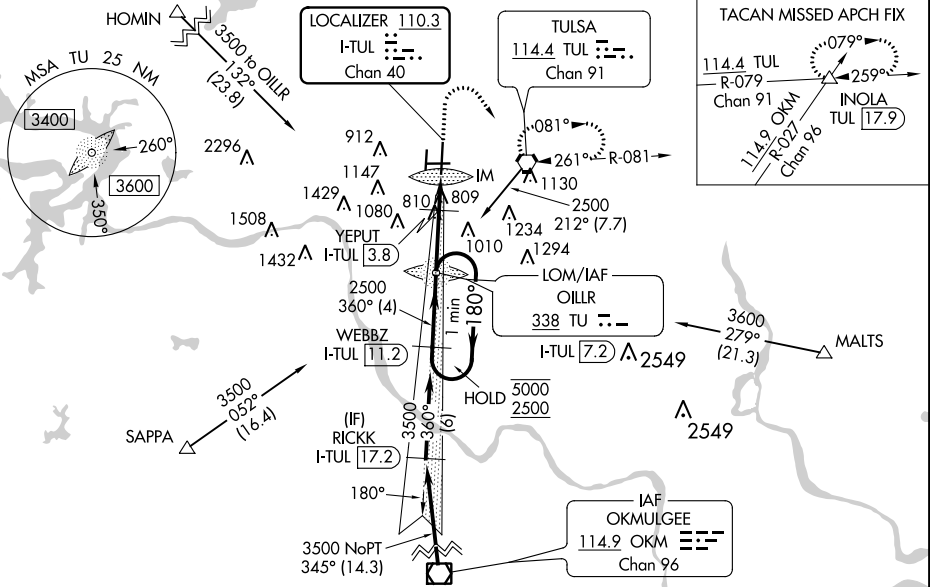 HOMIN
3500 to OILLR
132°
(23.8)
LOCALIZER 110.3
I-TUL
Chan 40
TULSA
114.4 TUL
Chan 91
TACAN MISSED APCH FIX
079°
114.4 TUL
R-079
Chan 91
259°
INOLA
TUL 17.9
114.9 OKM
R-027
Chan 96
MSA TU 25 NM
3400
260°
3600
350°
2296
912
1147
1429
1080
1508
1432
810
809
IM
081°
261°
R-081
1130
2500
212° (7.7)
1234
1010
1294
YEPUT
I-TUL 3.8
LOM/IAF
OILLR
338 TU
I-TUL 7.2
2500
360° (4)
1 min
180°
WEBBZ
I-TUL 11.2
HOLD
5000
2500
2549
3600
279°
(21.3)
MALTS
2549
3500
052°
(16.4)
SAPPA
(IF)
RICKK
I-TUL 17.2
3500
360°
(6)
180°
3500 NoPT
345° (14.3)
IAF
OKMULGEE
114.9 OKM
Chan 96